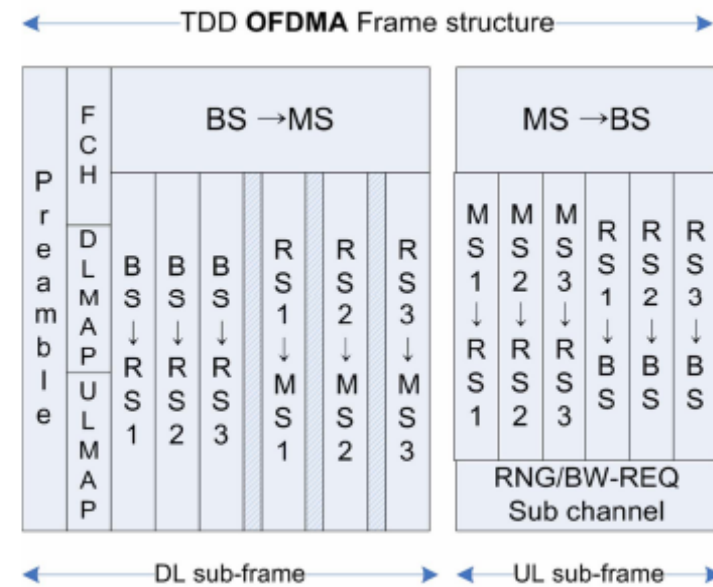 TDD OFDMA Frame structure
Preamble
FCH
DLMAP
ULMAP
BS →MS
BS→RS1
BS→RS2
BS→RS3
RS1→MS1
RS2→MS2
RS3→MS3
MS →BS
MS1→RS1
MS2→RS2
MS3→RS3
RS1→BS
RS2→BS
RS3→BS
RNG/BW-REQ
Sub channel
DL sub-frame
UL sub-frame